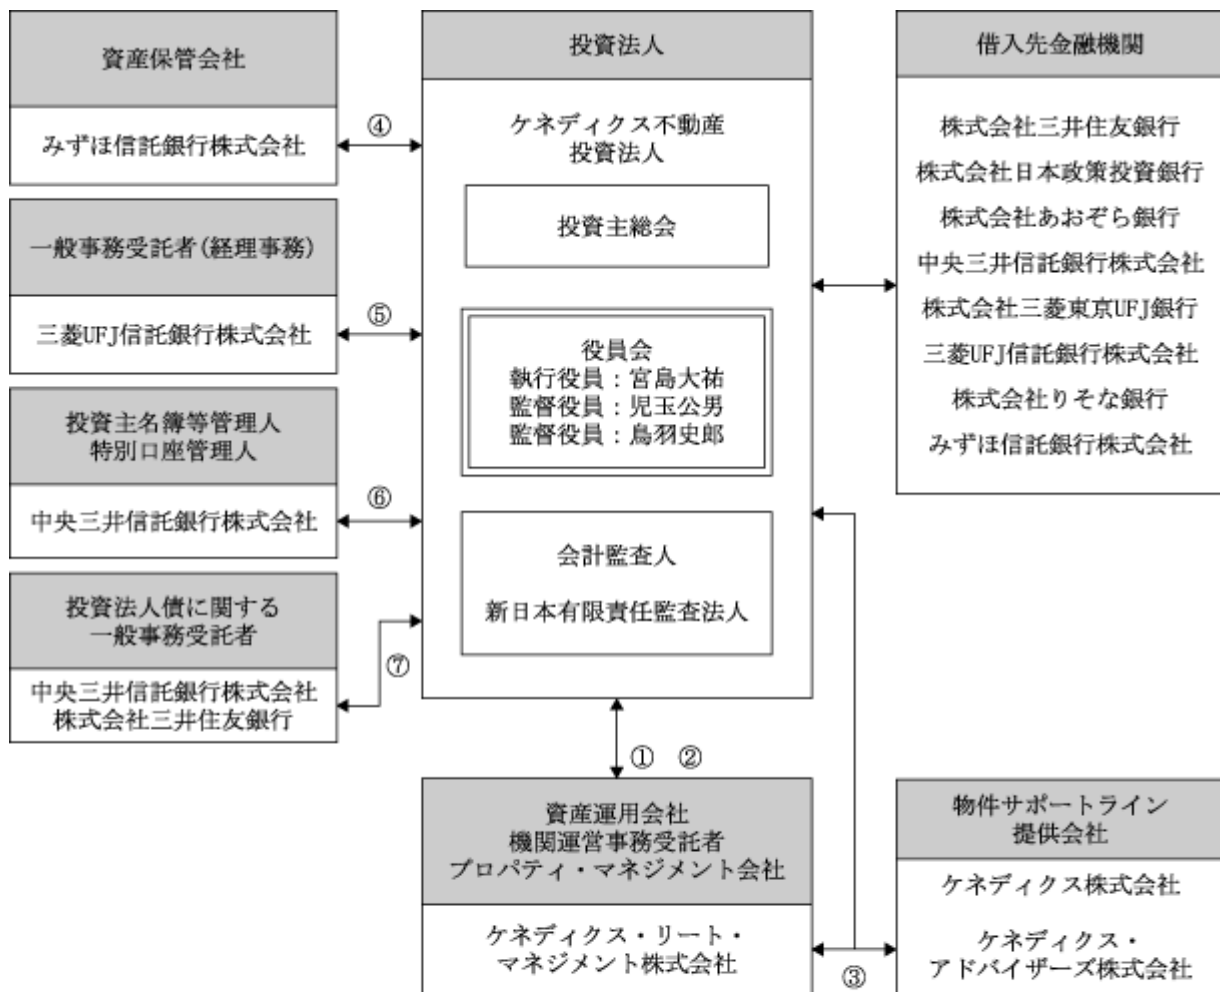 資産保管会社
みずほ信託銀行株式会社
④
一般事務受託者(経理事務)
三菱UFJ信託銀行株式会社
⑤
投資主名簿等管理人
特別口座管理人
中央三井信託銀行株式会社
⑥
投資法人債に関する
一般事務受託者
中央三井信託銀行株式会社
株式会社三井住友銀行
⑦
投資法人
ケネディクス不動産
投資法人
投資主総会
役員会
執行役員：宮島大祐
監督役員：児玉公男
監督役員：鳥羽史郎
会計監査人
新日本有限責任監査法人
① ②
資産運用会社
機関運営事務受託者
プロパティ・マネジメント会社
ケネディクス・リート・
マネジメント株式会社
③
借入先金融機関
株式会社三井住友銀行
株式会社日本政策投資銀行
株式会社あおぞら銀行
中央三井信託銀行株式会社
株式会社三菱東京UFJ銀行
三菱UFJ信託銀行株式会社
株式会社りそな銀行
みずほ信託銀行株式会社
物件サポートライン
提供会社
ケネディクス株式会社
ケネディクス・
アドバイザーズ株式会社